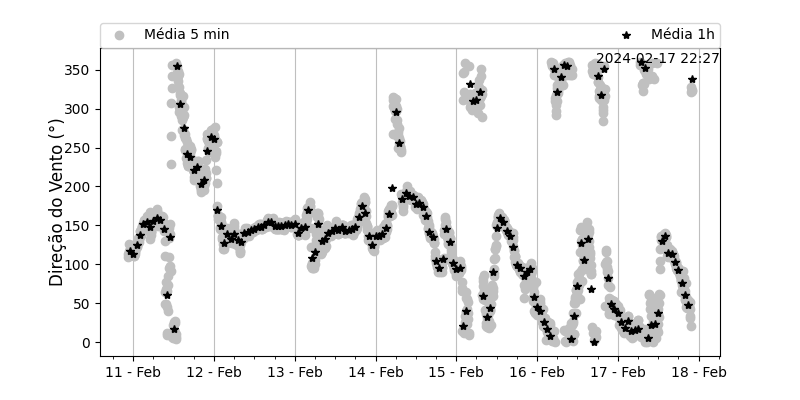 Média 5 min
Média 1h
2024-02-17 22:27
Direção do Vento (°)
350
300
250
200
150
100
50
0
11 - Feb
12 - Feb
13 - Feb
14 - Feb
15 - Feb
16 - Feb
17 - Feb
18 - Feb